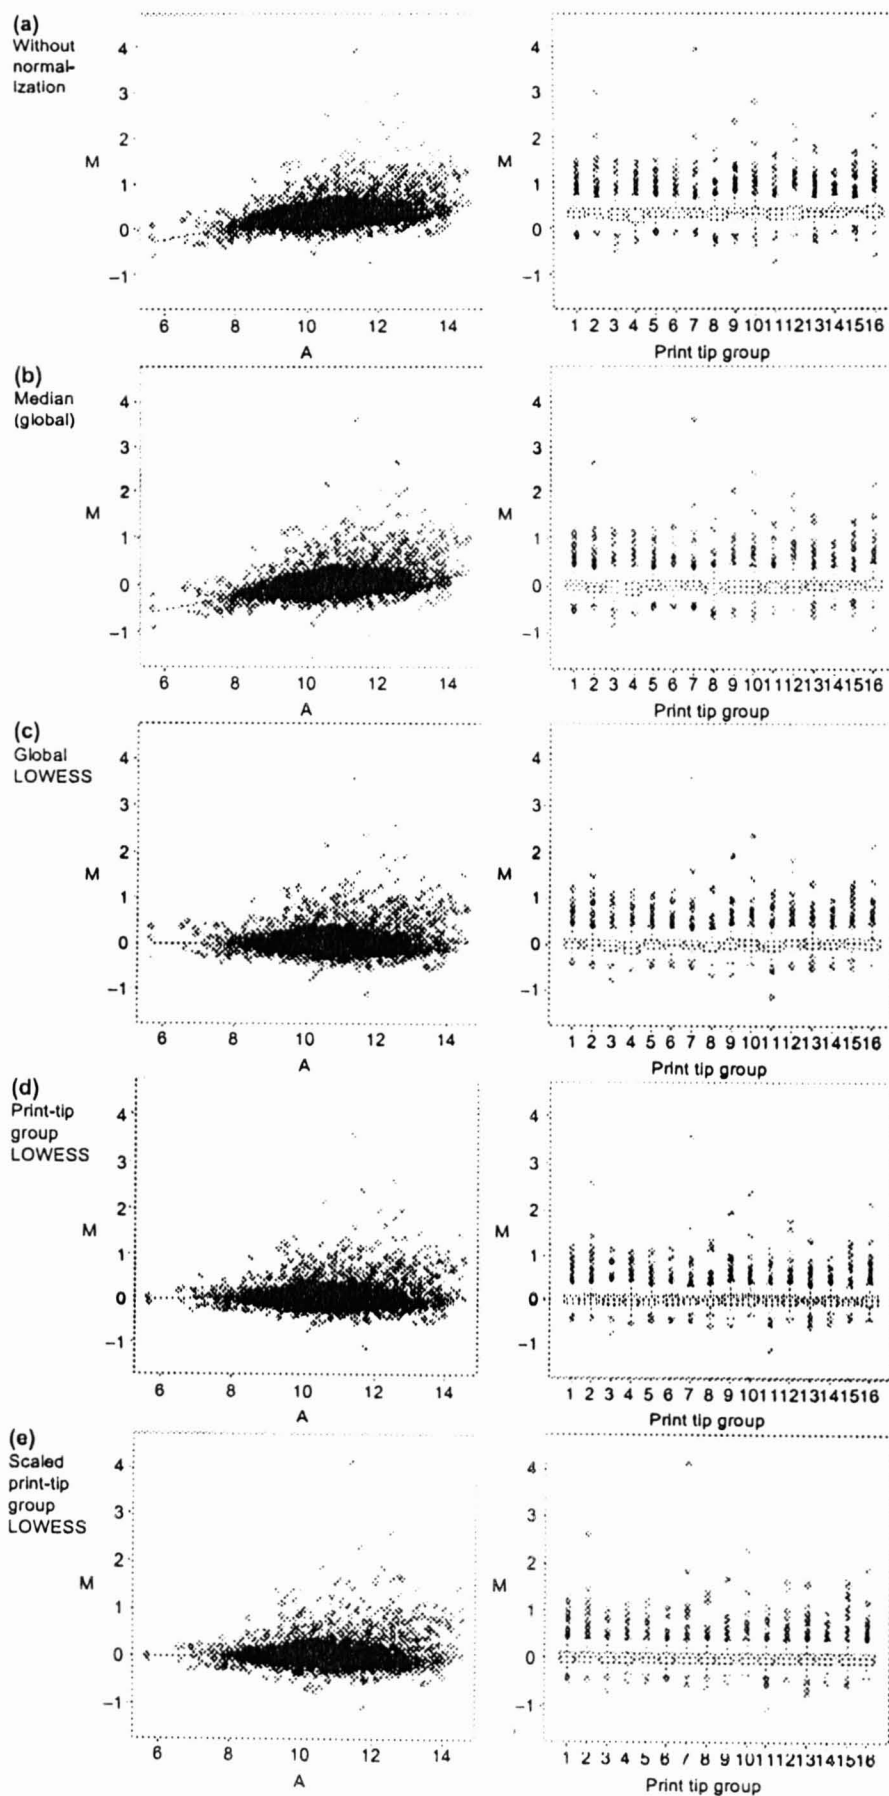 (a)
Without
normal-
ization
M
4
3
2
1
0
−1
6 8 10 12 14
A
M
4
3
2
1
0
−1
1 2 3 4 5 6 7 8 9 10 11 12 13 14 15 16
Print tip group
(b)
Median
(global)
M
4
3
2
1
0
−1
6 8 10 12 14
A
M
4
3
2
1
0
−1
1 2 3 4 5 6 7 8 9 10 11 12 13 14 15 16
Print tip group
(c)
Global
LOWESS
M
4
3
2
1
0
−1
6 8 10 12 14
A
M
4
3
2
1
0
−1
1 2 3 4 5 6 7 8 9 10 11 12 13 14 15 16
Print tip group
(d)
Print-tip
group
LOWESS
M
4
3
2
1
0
−1
6 8 10 12 14
A
M
4
3
2
1
0
−1
1 2 3 4 5 6 7 8 9 10 11 12 13 14 15 16
Print tip group
(e)
Scaled
print-tip
group
LOWESS
M
4
3
2
1
0
−1
6 8 10 12 14
A
M
4
3
2
1
0
−1
1 2 3 4 5 6 7 8 9 10 11 12 13 14 15 16
Print tip group